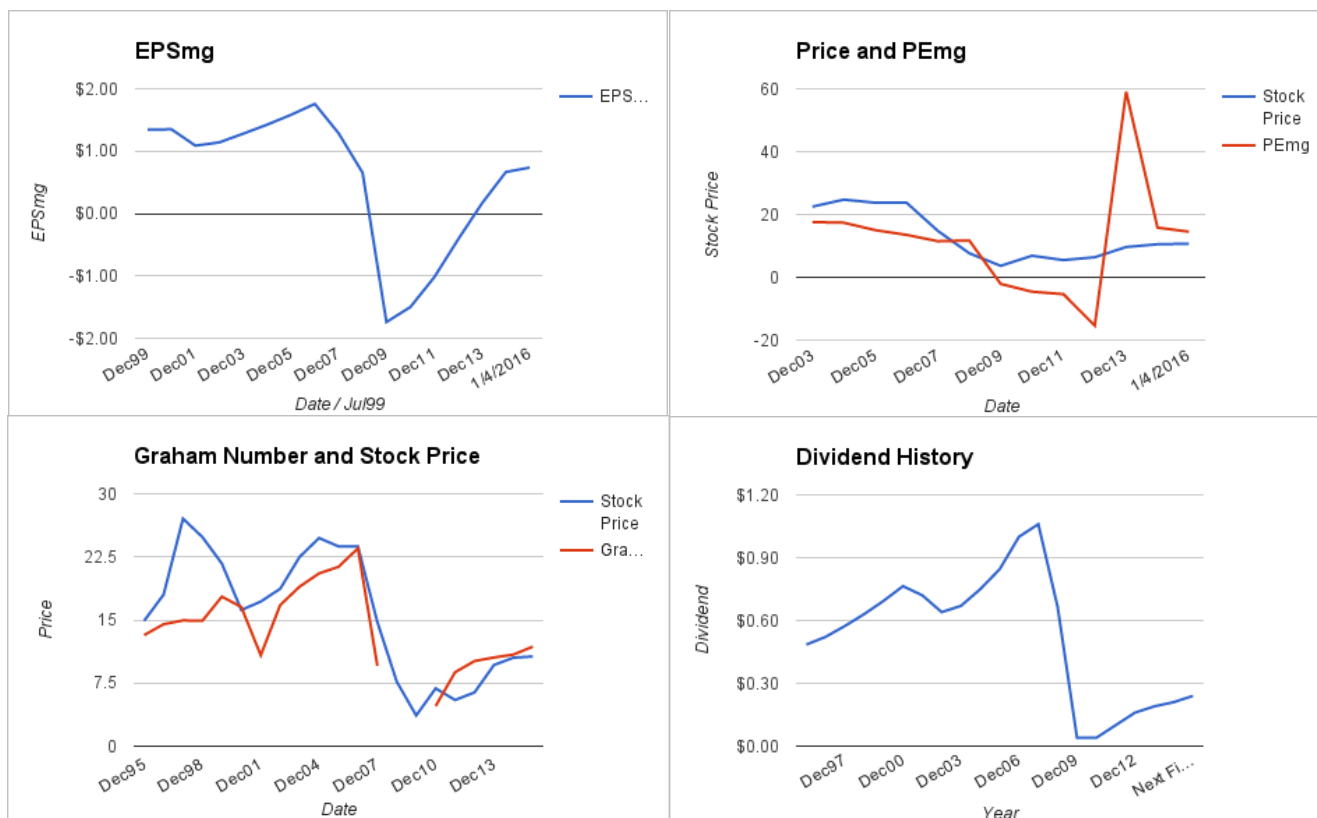 EPSmg
$2.00
EPS...
$1.00
$0.00
-$1.00
-$2.00
EPSmg
Dec99
Dec01
Dec03
Dec05
Dec07
Dec09
Dec11
Dec13
1/4/2016
Date / Jul99
Price and PEmg
60
Stock
Price
PEmg
40
20
0
-20
Stock Price
Dec03
Dec05
Dec07
Dec09
Dec11
Dec13
1/4/2016
Date
Graham Number and Stock Price
30
Stock
Price
Gra...
22.5
15
7.5
0
Price
Dec95
Dec98
Dec01
Dec04
Dec07
Dec10
Dec13
Date
Dividend History
$1.20
$0.90
$0.60
$0.30
$0.00
Dividend
Dec97
Dec00
Dec03
Dec06
Dec09
Dec12
Next Fi...
Year